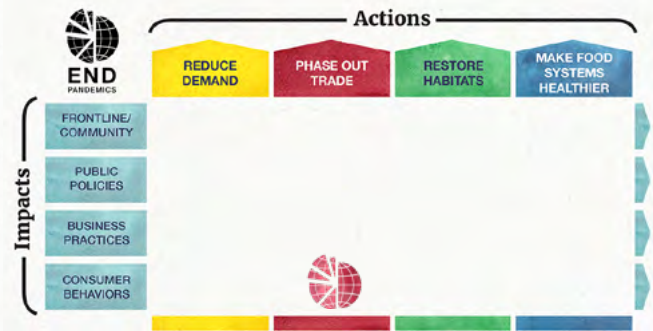 Actions
END
PANDEMICS
REDUCE
DEMAND
PHASE OUT
TRADE
RESTORE
HABITATS
MAKE FOOD
SYSTEMS
HEALTHIER
Impacts
FRONTLINE/
COMMUNITY
PUBLIC
POLICIES
BUSINESS
PRACTICES
CONSUMER
BEHAVIORS